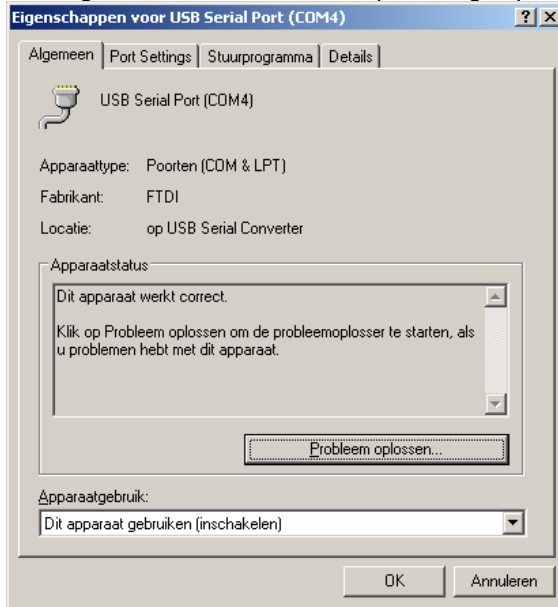 Eigenschappen voor USB Serial Port (COM4)
Algemeen Port Settings Stuurprogramma Details
USB Serial Port (COM4)
Apparaattype: Poorten (COM & LPT)
Fabrikant: FTDI
Locatie: op USB Serial Converter
Apparaatstatus
Dit apparaat werkt correct.
Klik op Probleem oplossen om de probleemoplosser te starten, als
u problemen hebt met dit apparaat.
Probleem oplossen...
Apparaatgebruik:
Dit apparaat gebruiken (inschakelen)
OK Annuleren